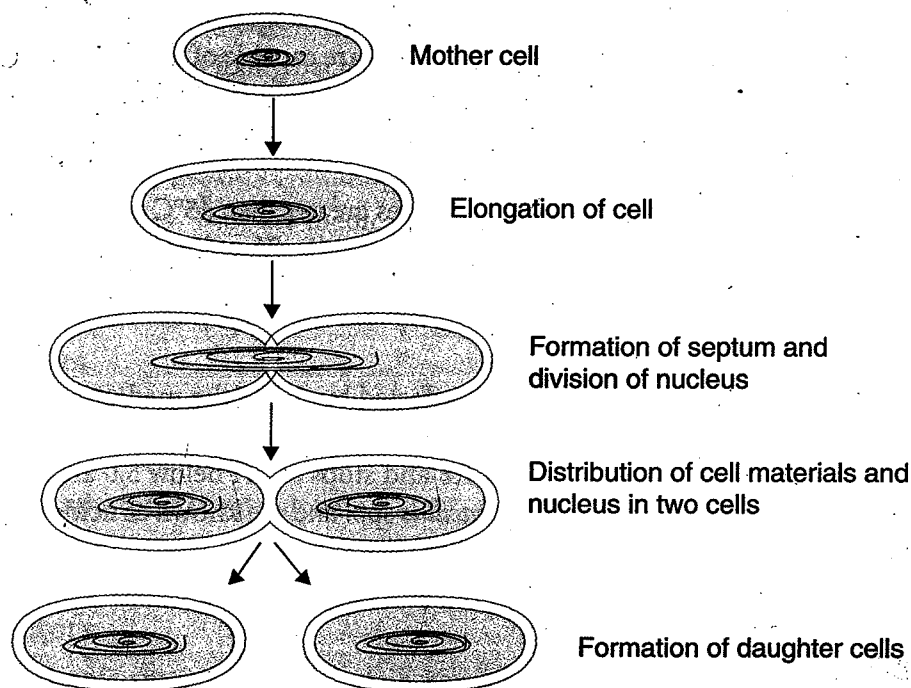 Mother cell
Elongation of cell
Formation of septum and
division of nucleus
Distribution of cell materials and
nucleus in two cells
Formation of daughter cells